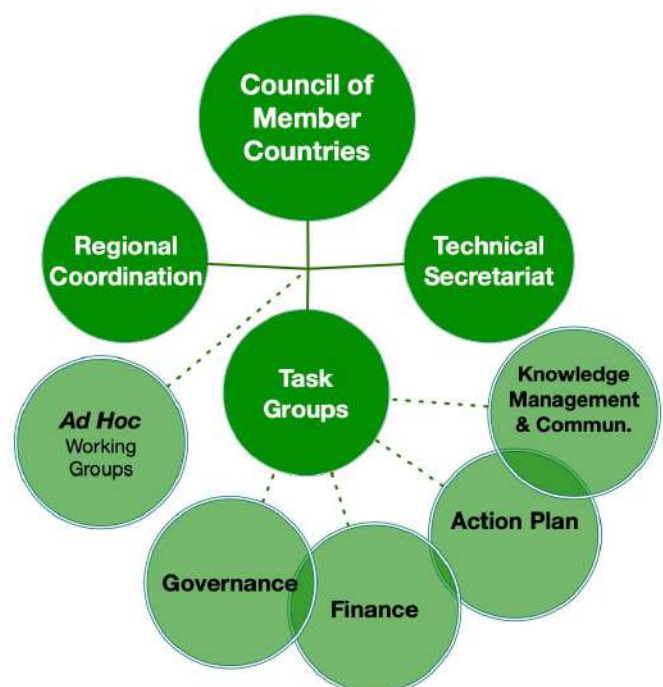 Council of
Member
Countries
Regional
Coordination
Technical
Secretariat
Task
Groups
Knowledge
Management
& Commun.
Ad Hoc
Working
Groups
Action Plan
Governance
Finance